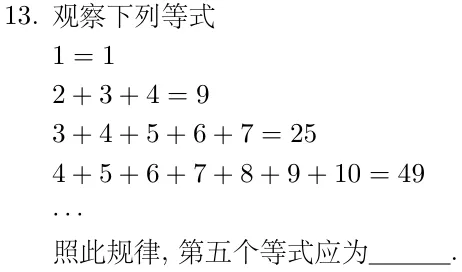 13. 观察下列等式
1 = 1
2 + 3 + 4 = 9
3 + 4 + 5 + 6 + 7 = 25
4 + 5 + 6 + 7 + 8 + 9 + 10 = 49
...
照此规律, 第五个等式应为______.